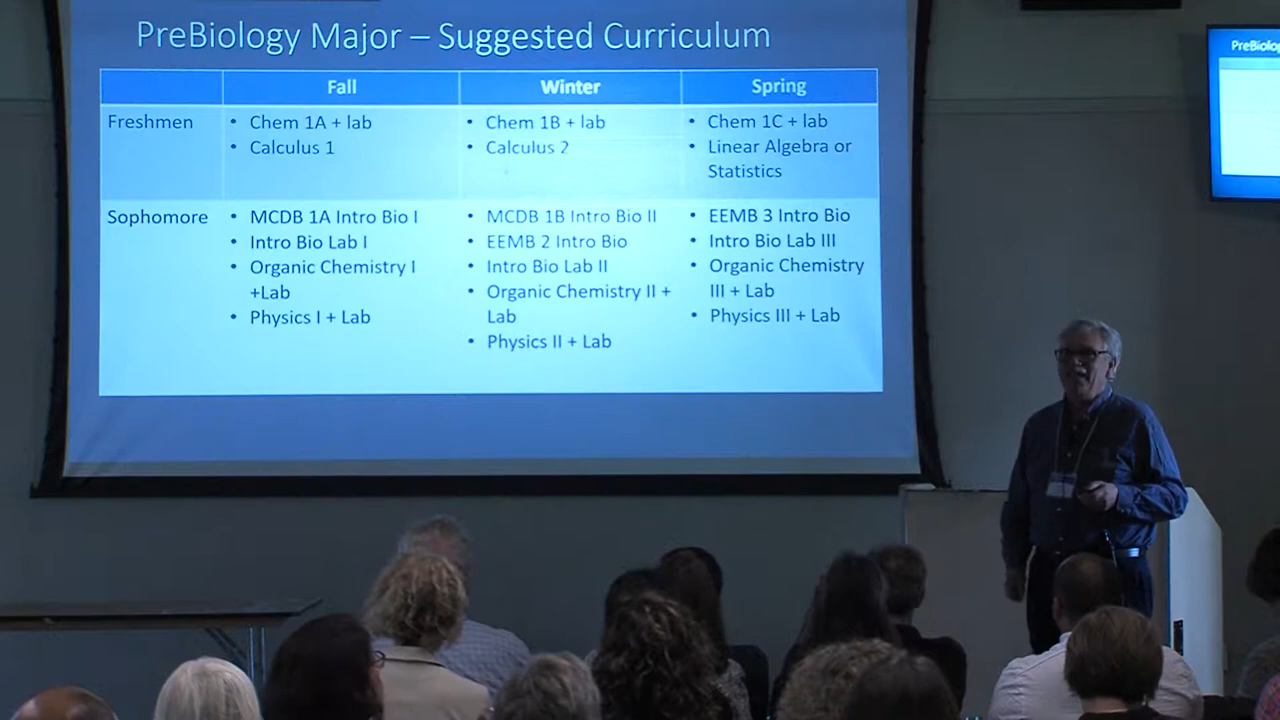 PreBiology Major – Suggested Curriculum
Fall
Winter
Spring
Freshmen
• Chem 1A + lab
• Calculus 1
• Chem 1B + lab
• Calculus 2
• Chem 1C + lab
• Linear Algebra or
Statistics
Sophomore
• MCDB 1A Intro Bio I
• Intro Bio Lab I
• Organic Chemistry I
+Lab
• Physics I + Lab
• MCDB 1B Intro Bio II
• EEMB 2 Intro Bio
• Intro Bio Lab II
• Organic Chemistry II +
Lab
• Physics II + Lab
• EEMB 3 Intro Bio
• Intro Bio Lab III
• Organic Chemistry
III + Lab
• Physics III + Lab
PreBiolog